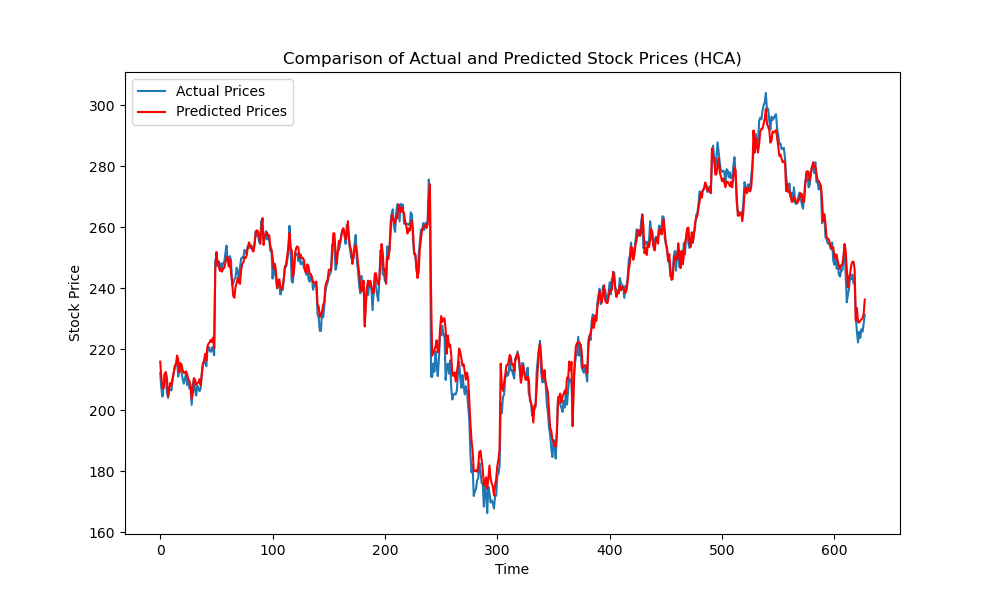 Comparison of Actual and Predicted Stock Prices (HCA)
Actual Prices
Predicted Prices
300
280
260
240
220
200
180
160
Stock Price
0 100 200 300 400 500 600
Time